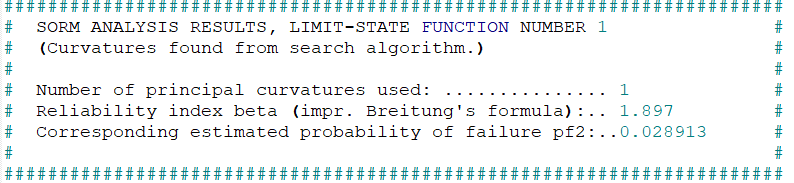 #######################################################################
# SORM ANALYSIS RESULTS, LIMIT-STATE FUNCTION NUMBER 1 #
# (Curvatures found from search algorithm.) #
# #
# Number of principal curvatures used: ............... 1 #
# Reliability index beta (impr. Breitung's formula):.. 1.897 #
# Corresponding estimated probability of failure pf2:..0.028913 #
# #
#######################################################################